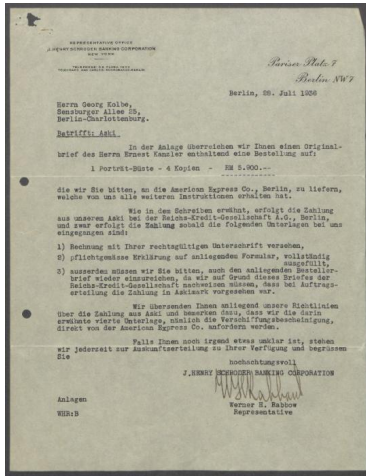 REPRESENTATIVE OFFICE
J. HENRY SCHRODER BANKING CORPORATION
NEW YORK
Pariser Platz 7
Berlin NW 7
Berlin, 28. Juli 1938
Herrn Georg Kolbe,
Sensburger Allee 25,
Berlin-Charlottenburg.
Betrifft: Aski
In der Anlage überreichen wir Ihnen einen Original-
brief des Herrn Ernest Kanzler enthaltend eine Bestellung auf:
1 Porträt-Büste - 4 Kopien - RM 5.900.--
die wir Sie bitten, an die American Express Co., Berlin, zu liefern,
welche von uns alle weiteren Instruktionen erhalten hat.
Wie in dem Schreiben erwähnt, erfolgt die Zahlung
aus unserem Aski bei der Reichs-Kredit-Gesellschaft A.G., Berlin,
und zwar erfolgt die Zahlung sobald die folgenden Unterlagen bei uns
eingegangen sind:
1) Rechnung mit Ihrer rechtsgültigen Unterschrift versehen,
2) pflichtgemässe Erklärung auf anliegendem Formular, vollständig
ausgefüllt,
3) ausserdem müssen wir Sie bitten, auch den anliegenden Besteller-
brief wieder einzureichen, da wir auf Grund dieses Briefes der
Reichs-Kredit-Gesellschaft nachweisen müssen, dass bei Auftrags-
erteilung die Zahlung in Askimark vorgesehen war.
Wir übersenden Ihnen anliegend unsere Richtlinien
über die Zahlung aus Aski und bemerken dazu, dass wir die darin
erwähnte vierte Unterlage, nämlich die Verschiffungsbescheinigung,
direkt von der American Express Co. anfordern werden.
Falls Ihnen noch irgend etwas unklar ist, stehen
wir jederzeit zur Auskunftserteilung zu Ihrer Verfügung und begrüssen
Sie
hochachtungsvoll
J. HENRY SCHRODER BANKING CORPORATION
Werner H. Rabbow
Representative
Anlagen
WHR:B